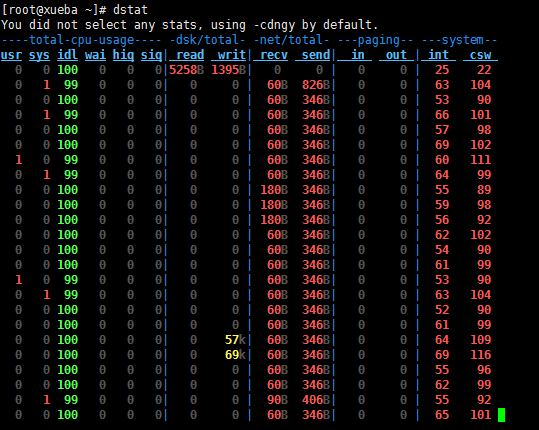 [root@xueba ~]# dstat
You did not select any stats, using -cdngy by default.
----total-cpu-usage---- -dsk/total- -net/total- ---paging-- ---system--
usr sys idl wai hiq siq| read  writ| recv  send|  in   out | int   csw
  0   0 100   0   0   0|5258B 1395B|   0     0 |   0     0 |  25    22
  0   1  99   0   0   0|   0     0 |  60B  826B|   0     0 |  63   104
  0   0 100   0   0   0|   0     0 |  60B  346B|   0     0 |  53    90
  0   1  99   0   0   0|   0     0 |  60B  346B|   0     0 |  66   101
  0   0 100   0   0   0|   0     0 |  60B  346B|   0     0 |  57    98
  0   0 100   0   0   0|   0     0 |  60B  346B|   0     0 |  69   102
  1   0  99   0   0   0|   0     0 |  60B  346B|   0     0 |  60   111
  0   1  99   0   0   0|   0     0 |  60B  346B|   0     0 |  64    99
  0   0 100   0   0   0|   0     0 | 180B  346B|   0     0 |  55    89
  0   0 100   0   0   0|   0     0 | 180B  346B|   0     0 |  59    98
  0   0 100   0   0   0|   0     0 | 180B  346B|   0     0 |  56    92
  0   0 100   0   0   0|   0     0 |  60B  346B|   0     0 |  62   102
  0   0 100   0   0   0|   0     0 |  60B  346B|   0     0 |  54    90
  0   0 100   0   0   0|   0     0 |  60B  346B|   0     0 |  61    99
  1   0  99   0   0   0|   0     0 |  60B  346B|   0     0 |  53    90
  0   1  99   0   0   0|   0     0 |  60B  346B|   0     0 |  63   104
  0   0 100   0   0   0|   0     0 |  60B  346B|   0     0 |  52    90
  0   0 100   0   0   0|   0     0 |  60B  346B|   0     0 |  61    99
  0   0 100   0   0   0|   0    57k|  60B  346B|   0     0 |  64   109
  0   0 100   0   0   0|   0    69k|  60B  346B|   0     0 |  69   116
  0   0 100   0   0   0|   0     0 |  60B  346B|   0     0 |  55    96
  0   0 100   0   0   0|   0     0 |  60B  346B|   0     0 |  62    99
  0   1  99   0   0   0|   0     0 |  90B  406B|   0     0 |  55    92
  0   0 100   0   0   0|   0     0 |  60B  346B|   0     0 |  65   101